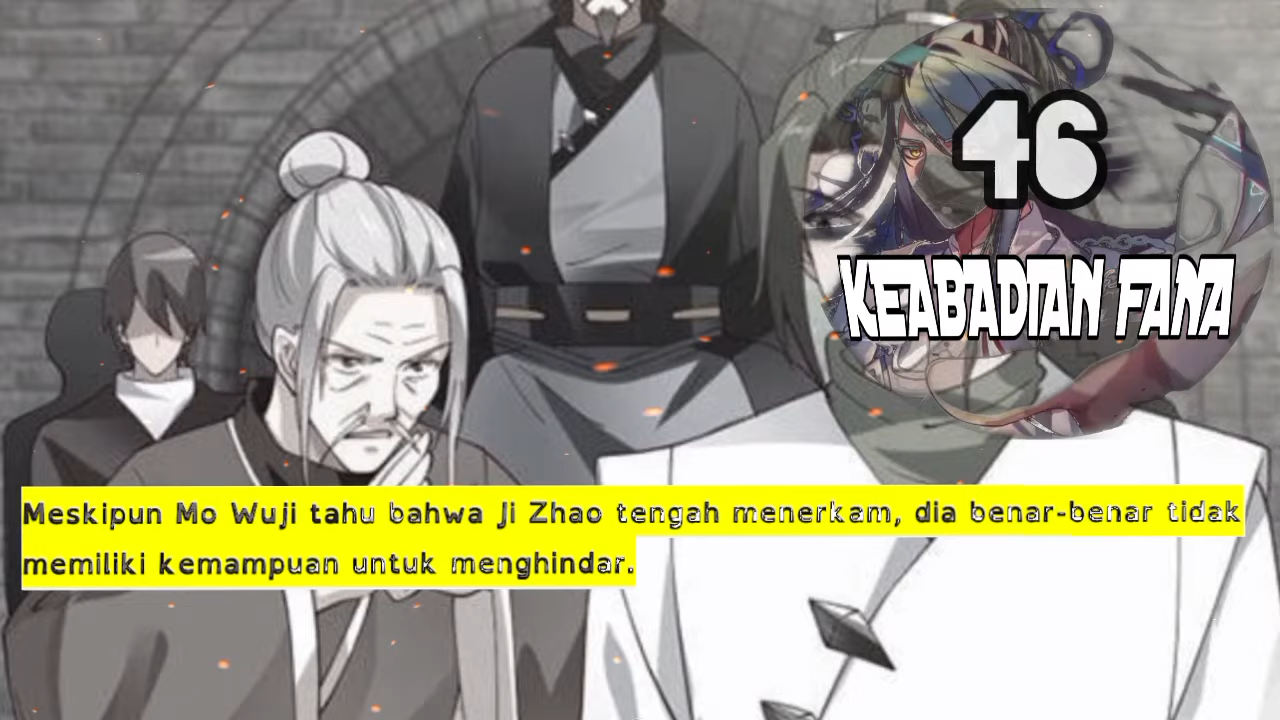 46
KEABADIAN FANA
Meskipun Mo Wuji tahu bahwa Ji Zhao tengah menerkam, dia benar-benar tidak
memiliki kemampuan untuk menghindar.